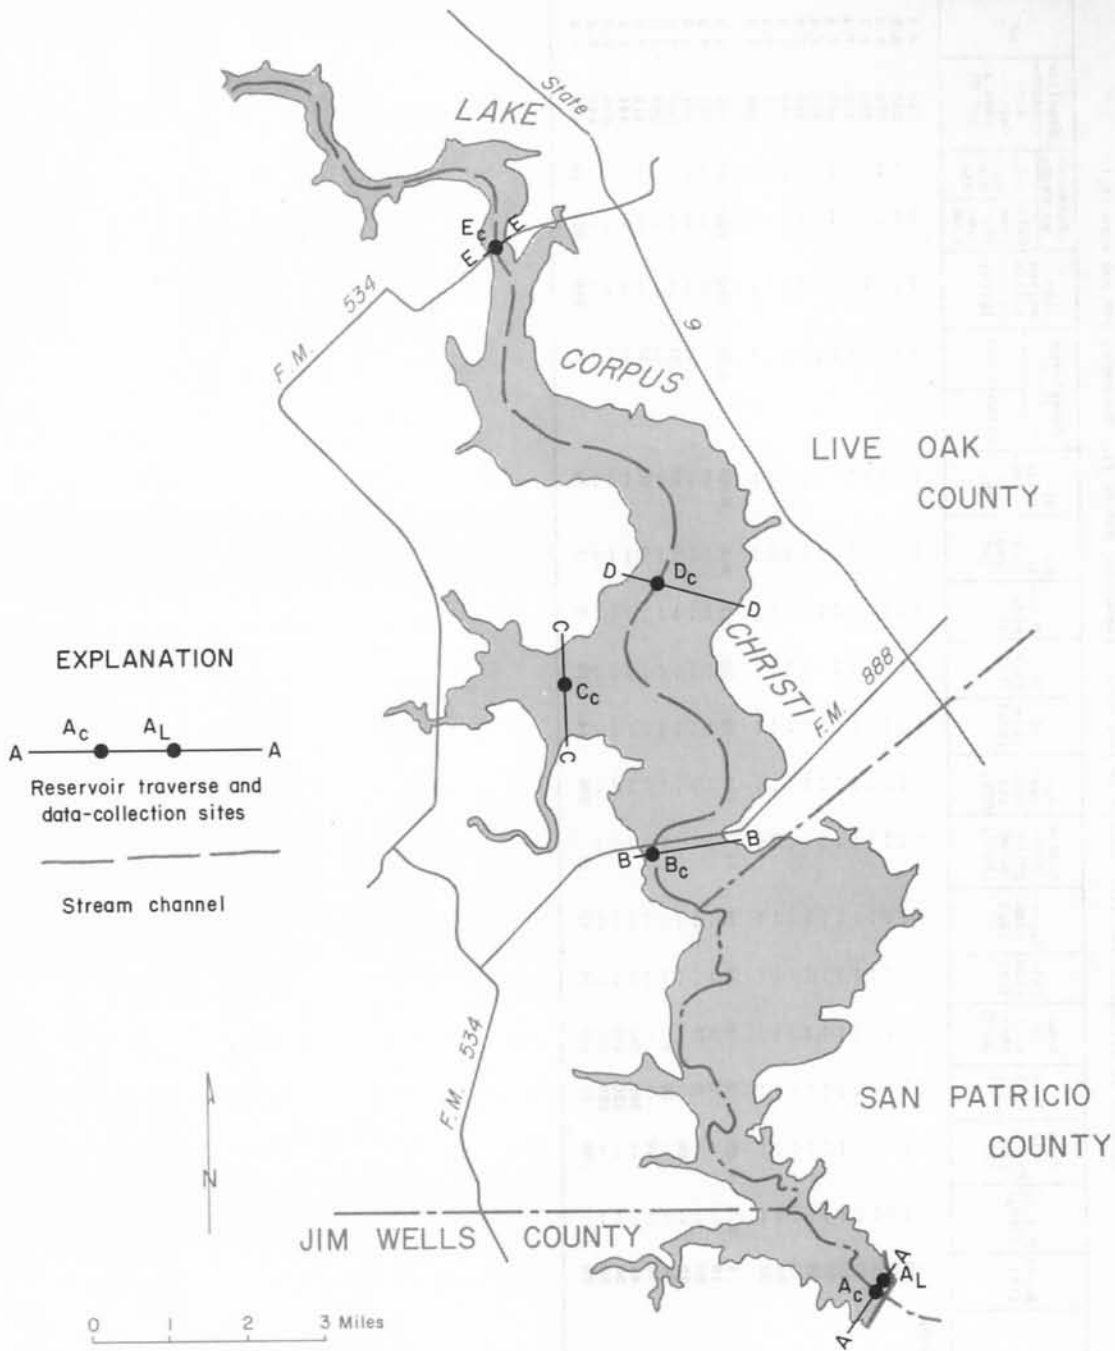 LAKE
State
9
E
Ec
E
F.M. 534
CORPUS
LIVE OAK
COUNTY
D
Dc
D
CHRISTI
F.M. 888
C
Cc
C
EXPLANATION
Ac AL
A A
Reservoir traverse and
data-collection sites
Stream channel
B
Bc
B
F.M. 534
SAN PATRICIO
COUNTY
N
JIM WELLS COUNTY
A
AL
Ac
A
0 1 2 3 Miles